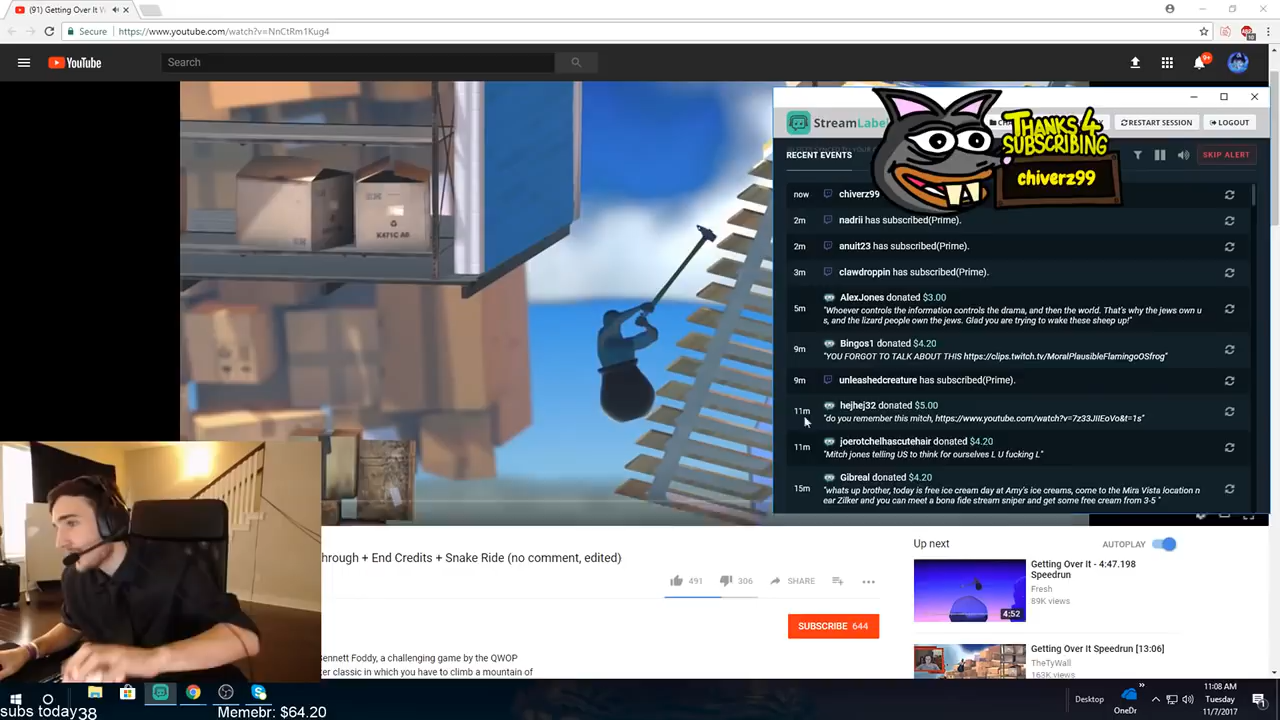 (91) Getting Over It W
Secure
https://www.youtube.com/watch?v=NnCtRm1Kug4
YouTube
Search
9+
StreamLabel
RESTART SESSION
LOGOUT
RECENT EVENTS
SKIP ALERT
THANKS 4
SUBSCRIBING
chiverz99
now chiverz99
2m nadrii has subscribed(Prime).
2m anuit23 has subscribed(Prime).
3m clawdroppin has subscribed(Prime).
AlexJones donated $3.00
5m "Whoever controls the information controls the drama, and then the world. That's why the jews own u
s, and the lizard people own the jews. Glad you are trying to wake these sheep up!"
Bingos1 donated $4.20
9m "YOU FORGOT TO TALK ABOUT THIS https://clips.twitch.tv/MoralPlausibleFlamingoOSfrog"
9m unleashedcreature has subscribed(Prime).
hejhej32 donated $5.00
11m "do you remember this mitch, https://www.youtube.com/watch?v=7z33JIIEoVo&t=1s"
joerotchelhascutehair donated $4.20
11m "Mitch jones telling US to think for ourselves L U fucking L"
Gibreal donated $4.20
15m "whats up brother, today is free ice cream day at Amy's ice creams, come to the Mira Vista location n
ear Zilker and you can meet a bona fide stream sniper and get some free cream from 3-5 "
through + End Credits + Snake Ride (no comment, edited)
491 306 SHARE
SUBSCRIBE 644
Bennett Foddy, a challenging game by the QWOP
er classic in which you have to climb a mountain of
Up next
AUTOPLAY
Getting Over It - 4:47.198
Speedrun
Fresh
89K views
4:52
Getting Over It Speedrun [13:06]
TheTyWall
163K views
subs today38
Memebr: $64.20
Desktop
OneDr
11:08 AM
Tuesday
11/7/2017